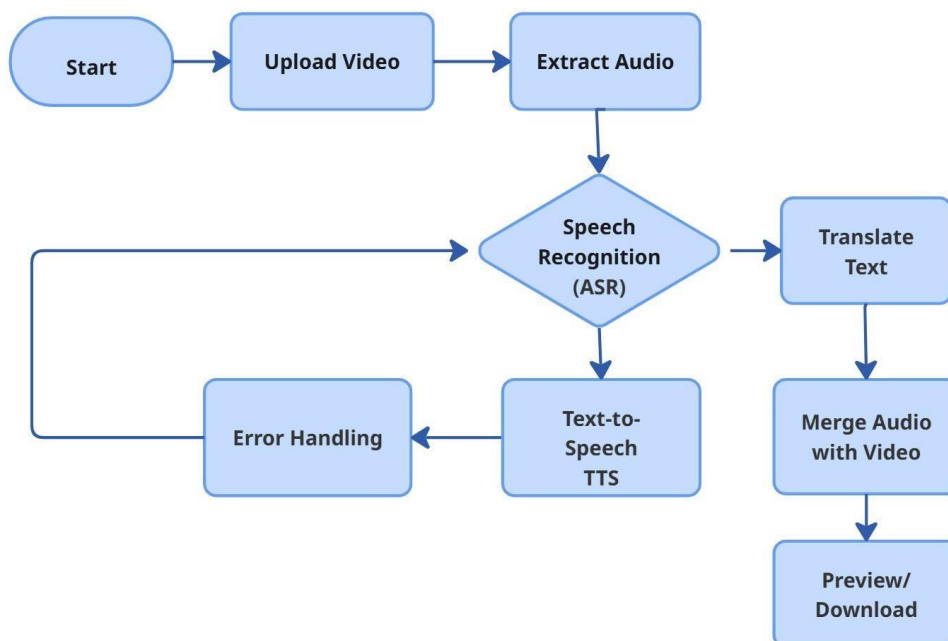 Start
Upload Video
Extract Audio
Speech
Recognition
(ASR)
Translate
Text
Error Handling
Text-to-
Speech
TTS
Merge Audio
with Video
Preview/
Download